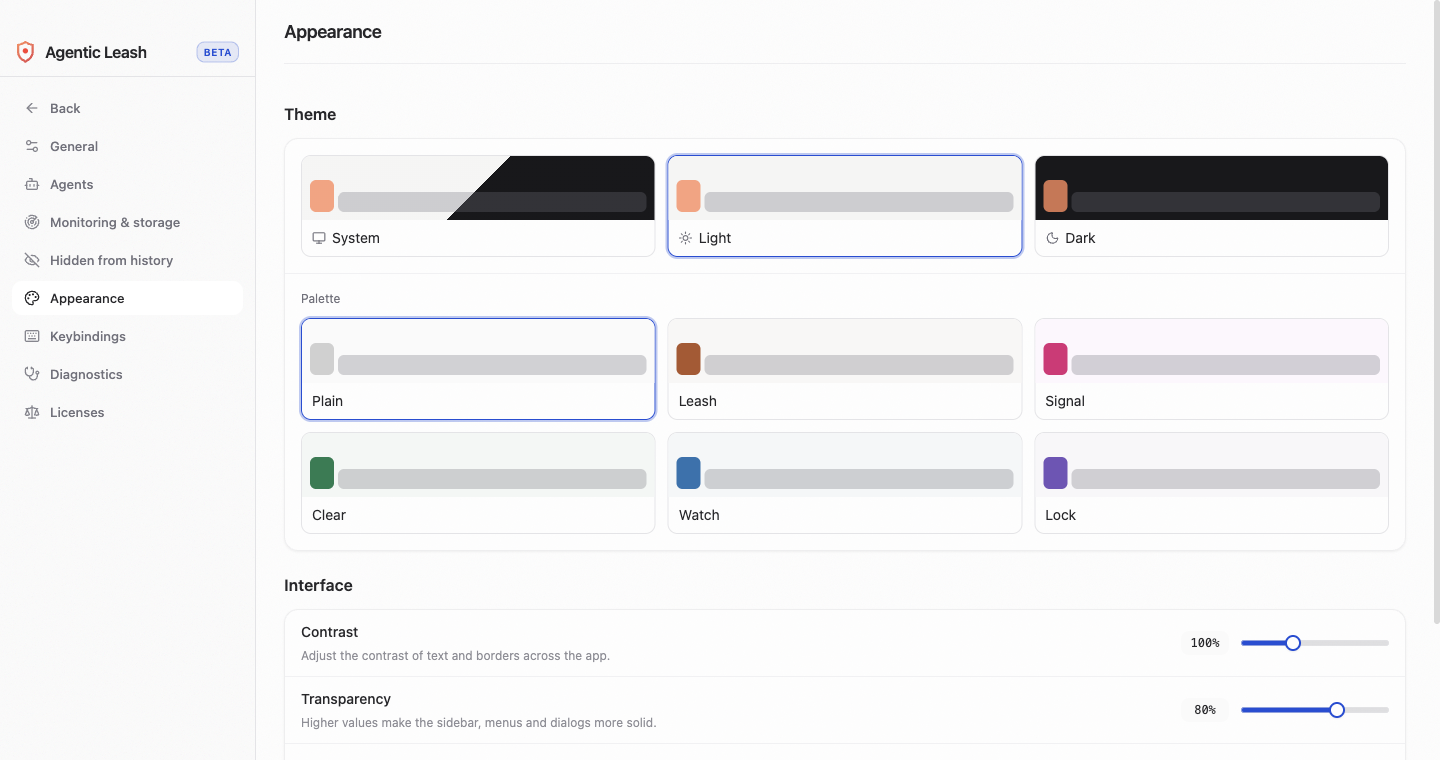 Agentic Leash
BETA
Back
General
Agents
Monitoring & storage
Hidden from history
Appearance
Keybindings
Diagnostics
Licenses
Appearance
Theme
System
Light
Dark
Palette
Plain
Leash
Signal
Clear
Watch
Lock
Interface
Contrast
Adjust the contrast of text and borders across the app.
100%
Transparency
Higher values make the sidebar, menus and dialogs more solid.
80%